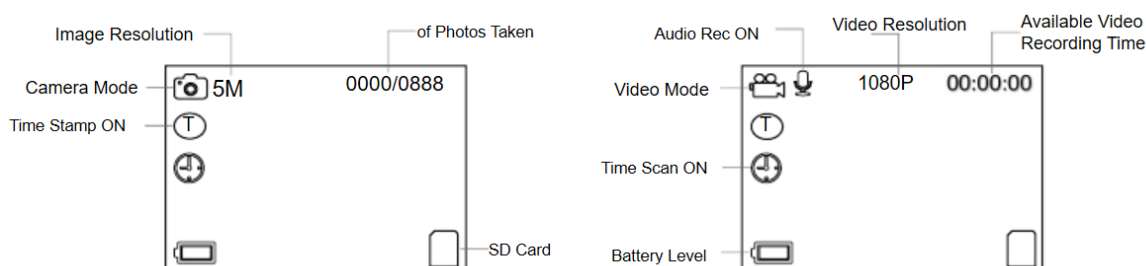 Image Resolution
of Photos Taken
Camera Mode
5M
0000/0888
Time Stamp ON
T
SD Card
Audio Rec ON
Video Resolution
Available Video
Recording Time
Video Mode
1080P
00:00:00
T
Time Scan ON
Battery Level